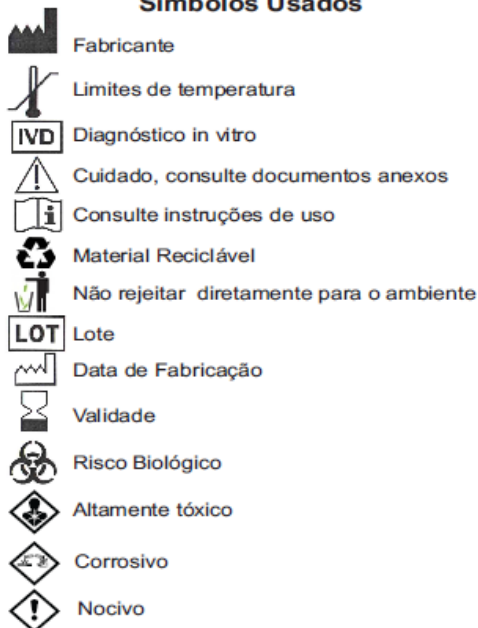 Símbolos Usados
Fabricante
Limites de temperatura
IVD Diagnóstico in vitro
Cuidado, consulte documentos anexos
i Consulte instruções de uso
Material Reciclável
Não rejeitar diretamente para o ambiente
LOT Lote
Data de Fabricação
Validade
Risco Biológico
Altamente tóxico
Corrosivo
Nocivo